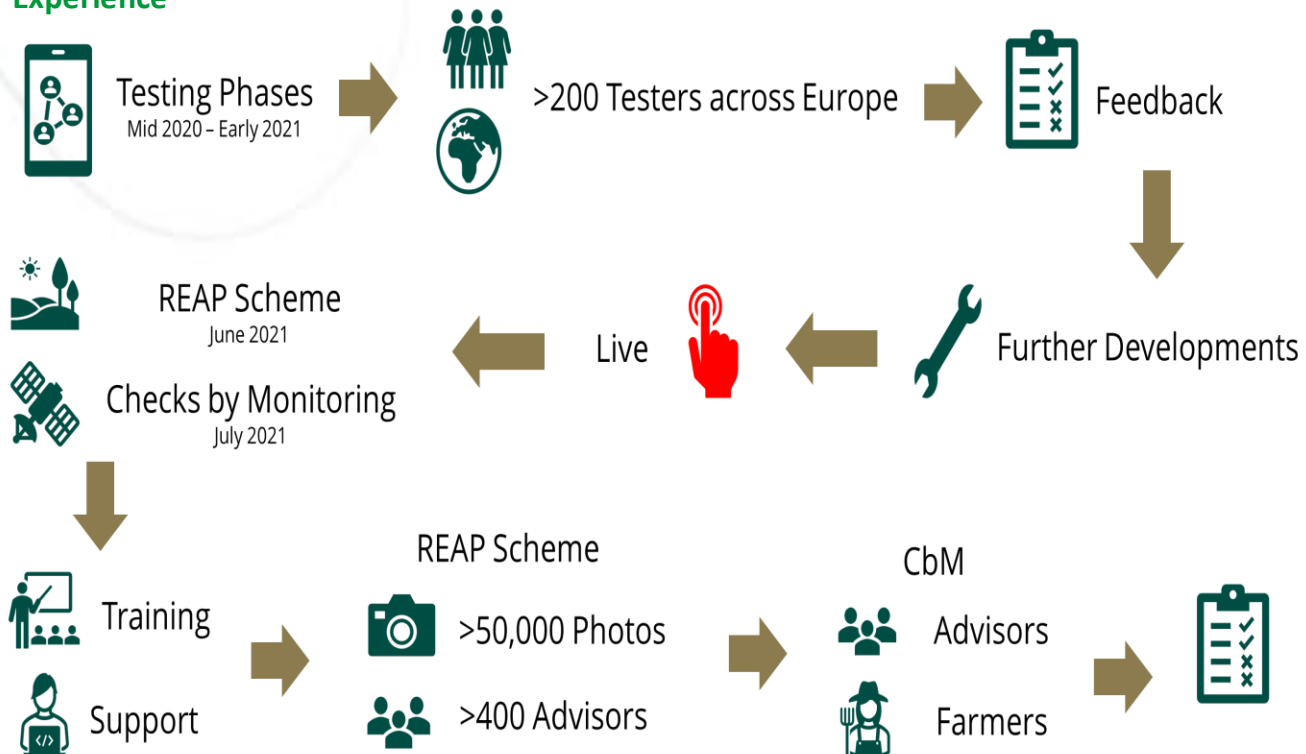 Experience
Testing Phases
Mid 2020 – Early 2021
>200 Testers across Europe
Feedback
Further Developments
Live
REAP Scheme
June 2021
Checks by Monitoring
July 2021
Training
Support
REAP Scheme
>50,000 Photos
>400 Advisors
CbM
Advisors
Farmers